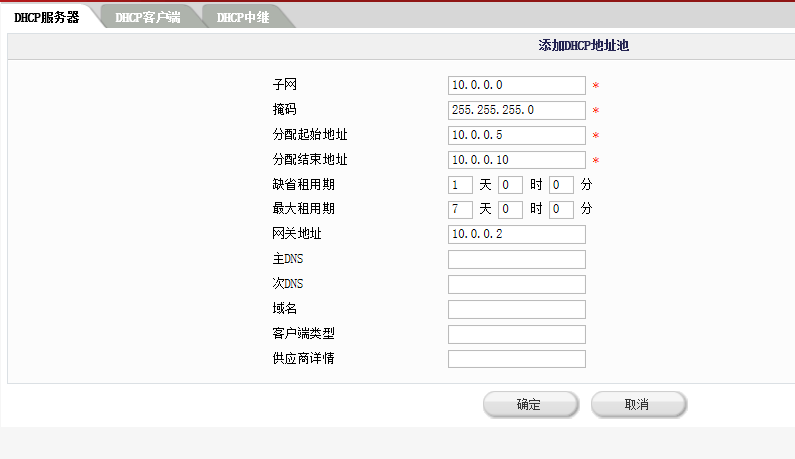 DHCP服务器 DHCP客户端 DHCP中继
添加DHCP地址池
子网 10.0.0.0 *
掩码 255.255.255.0 *
分配起始地址 10.0.0.5 *
分配结束地址 10.0.0.10 *
缺省租用期 1 天 0 时 0 分
最大租用期 7 天 0 时 0 分
网关地址 10.0.0.2
主DNS
次DNS
域名
客户端类型
供应商详情
确定 取消